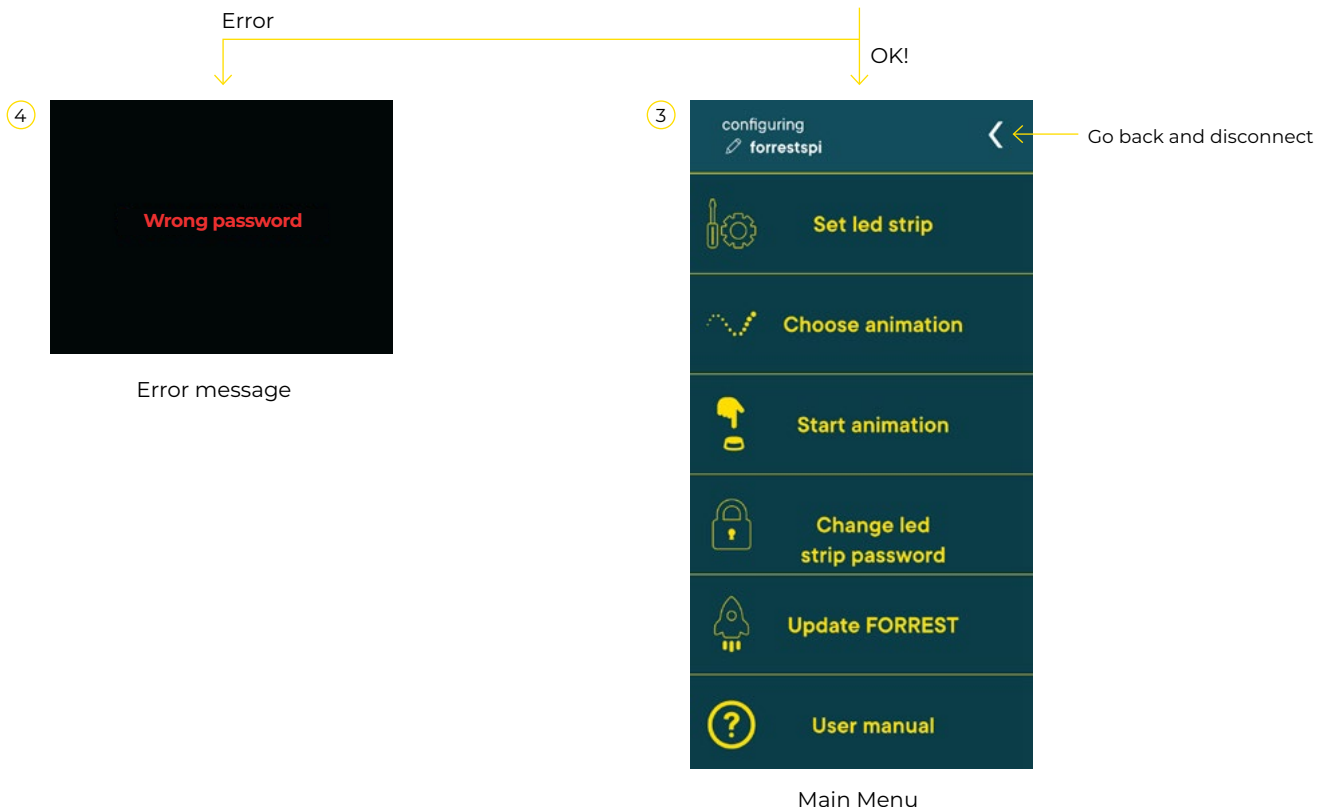 Error
OK!
4
Wrong password
Error message
3
configuring
forrestspi
Go back and disconnect
Set led strip
Choose animation
Start animation
Change led
strip password
Update FORREST
?
User manual
Main Menu